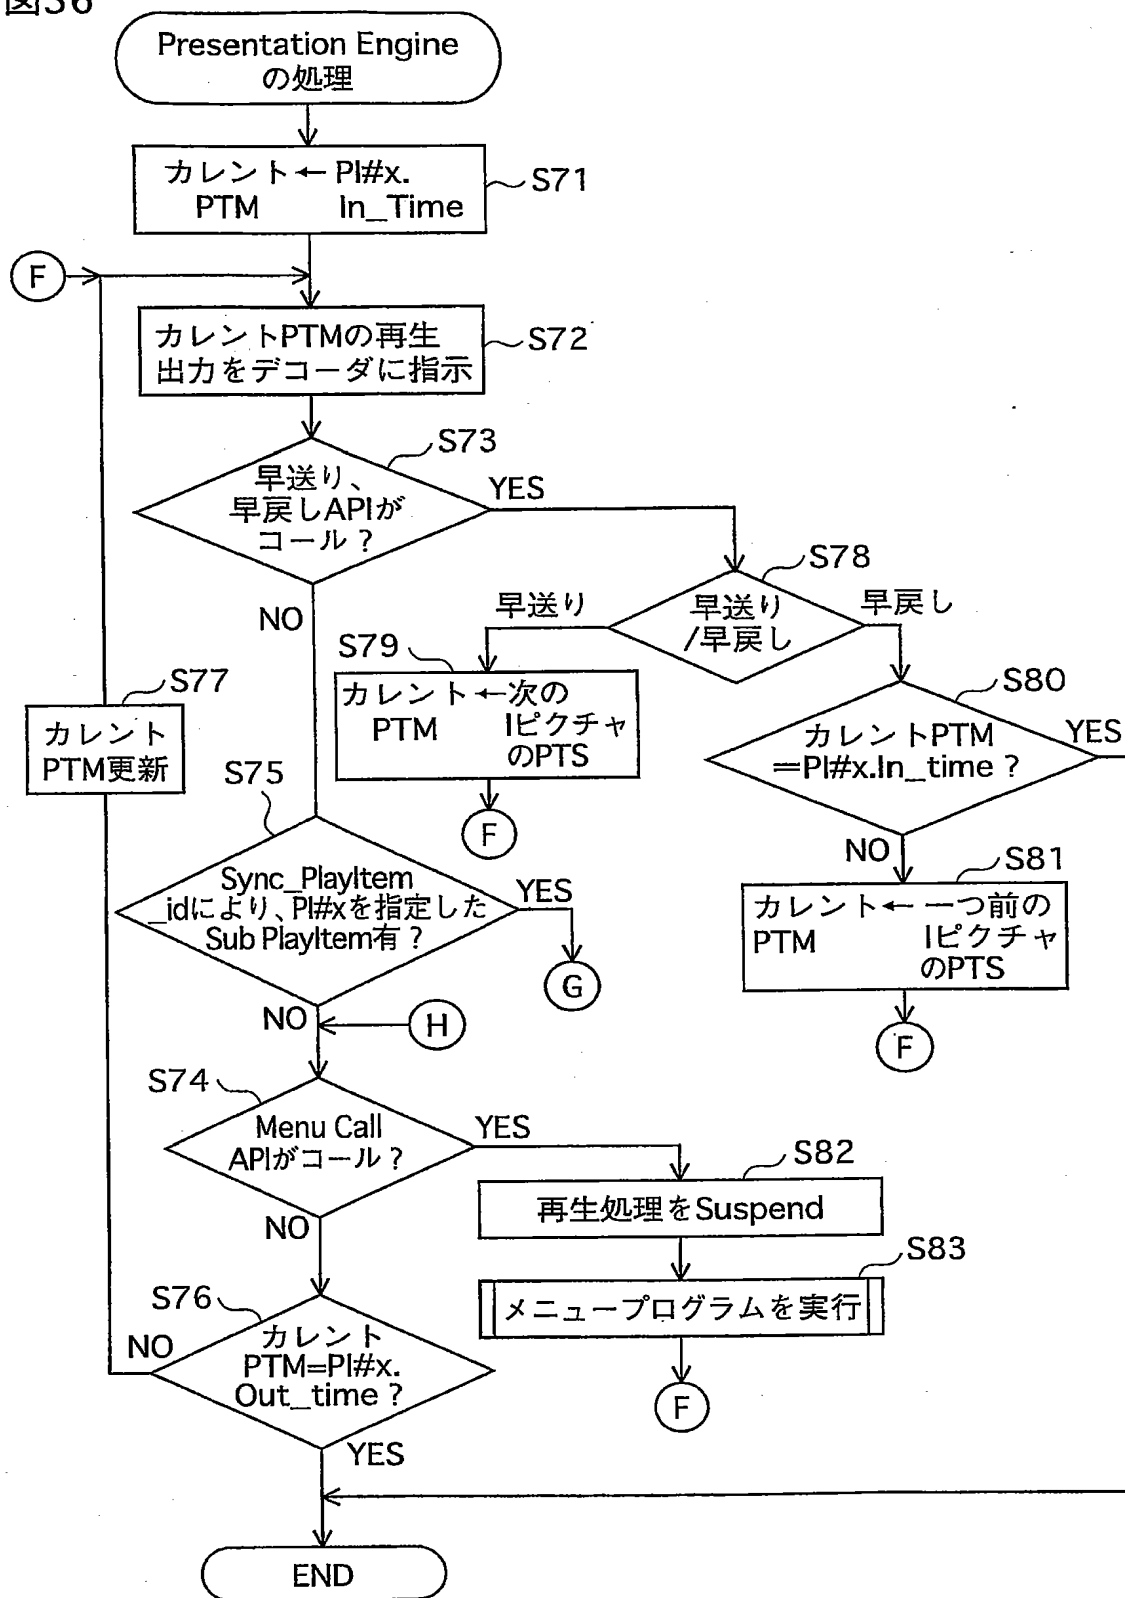 図36
Presentation Engine
の処理
カレント← PI#x.
PTM In_Time
S71
F
カレントPTMの再生
出力をデコーダに指示
S72
S73
早送り、
早戻しAPIが
コール？
YES
NO
S78
早送り
/早戻し
早送り
早戻し
S79
カレント←次の
PTM Iピクチャ
のPTS
F
S80
カレントPTM
=PI#x.In_time？
YES
NO
S81
カレント←一つ前の
PTM Iピクチャ
のPTS
F
S77
カレント
PTM更新
S75
Sync_PlayItem
_idにより、PI#xを指定した
Sub PlayItem有？
YES
G
NO
H
S74
Menu Call
APIがコール？
YES
NO
S82
再生処理をSuspend
S83
メニュープログラムを実行
F
S76
カレント
PTM=PI#x.
Out_time？
NO
YES
END